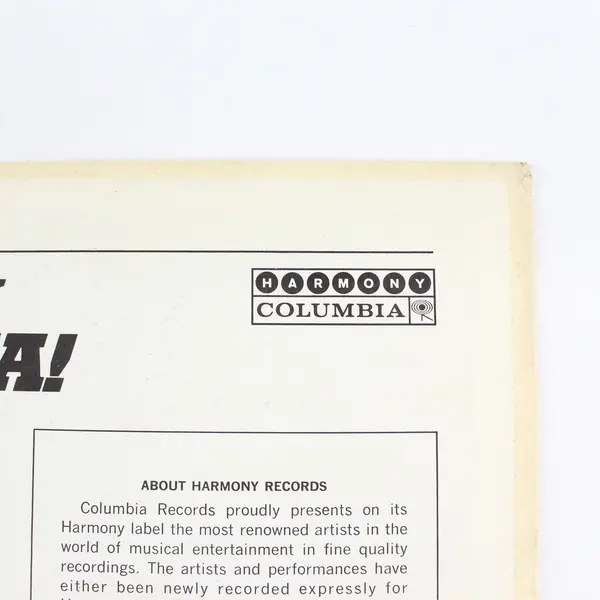 HARMONY
COLUMBIA
A!
ABOUT HARMONY RECORDS
Columbia Records proudly presents on its
Harmony label the most renowned artists in the
world of musical entertainment in fine quality
recordings. The artists and performances have
either been newly recorded expressly for